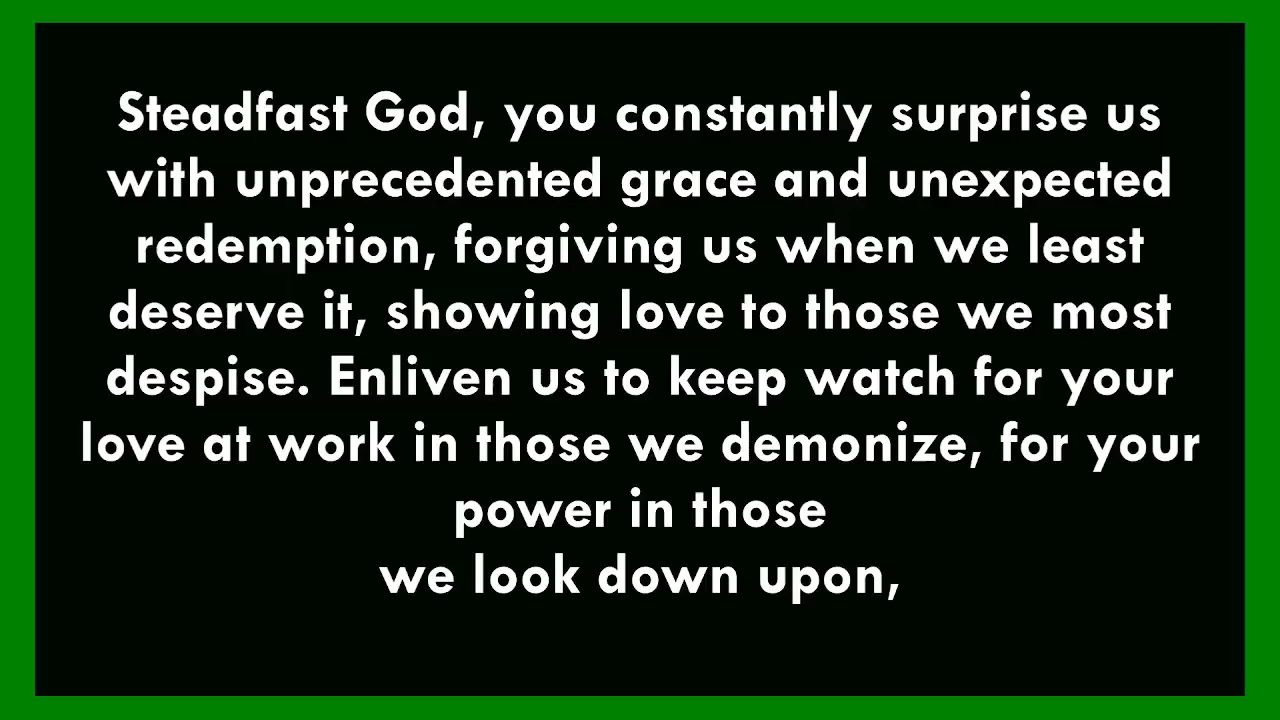 Steadfast God, you constantly surprise us
with unprecedented grace and unexpected
redemption, forgiving us when we least
deserve it, showing love to those we most
despise. Enliven us to keep watch for your
love at work in those we demonize, for your
power in those
we look down upon,